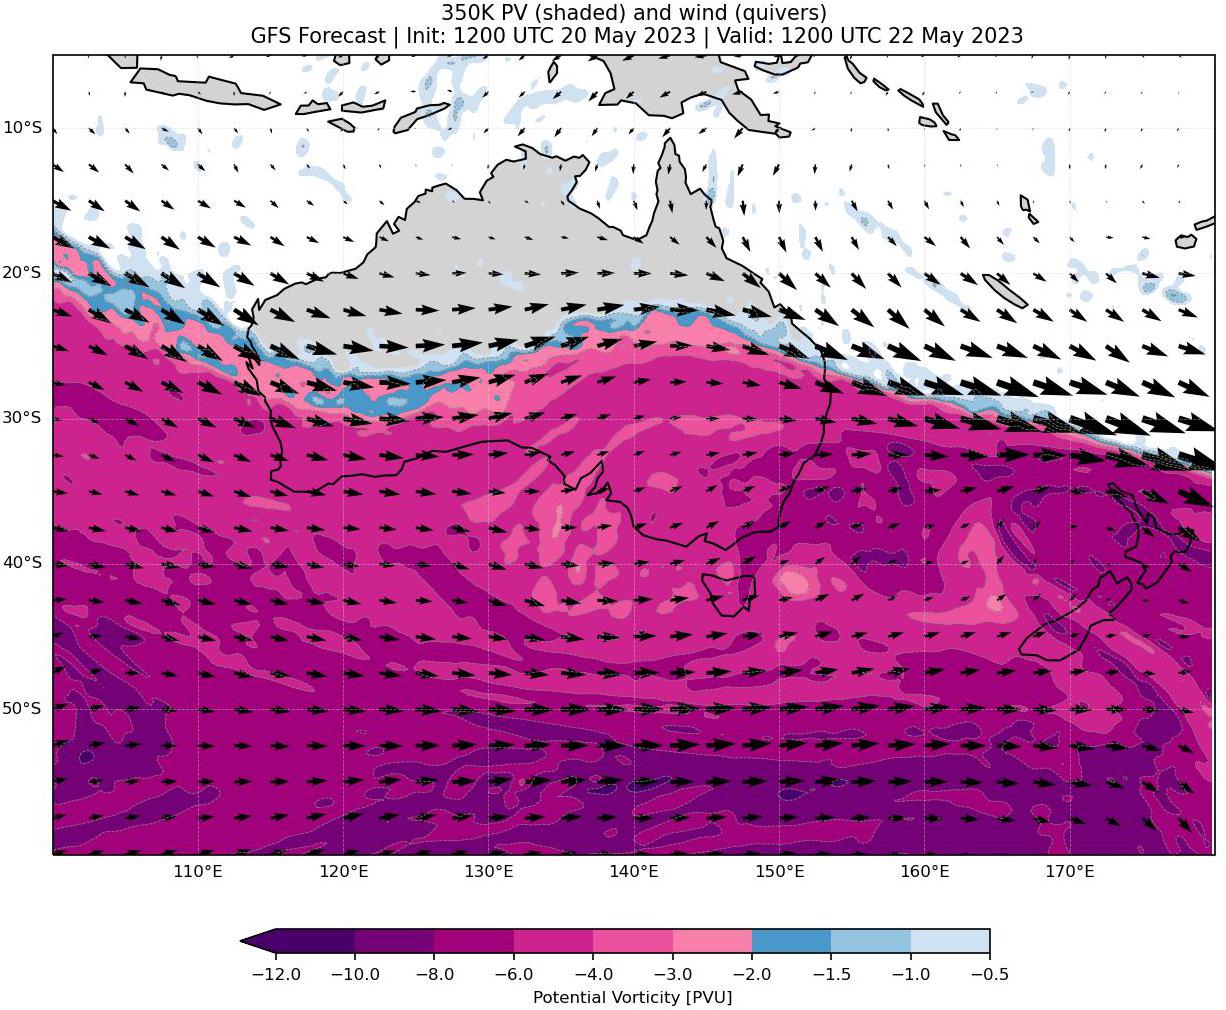 350K PV (shaded) and wind (quivers)
GFS Forecast | Init: 1200 UTC 20 May 2023 | Valid: 1200 UTC 22 May 2023
10°S
20°S
30°S
40°S
50°S
110°E 120°E 130°E 140°E 150°E 160°E 170°E
−12.0 −10.0 −8.0 −6.0 −4.0 −3.0 −2.0 −1.5 −1.0 −0.5
Potential Vorticity [PVU]